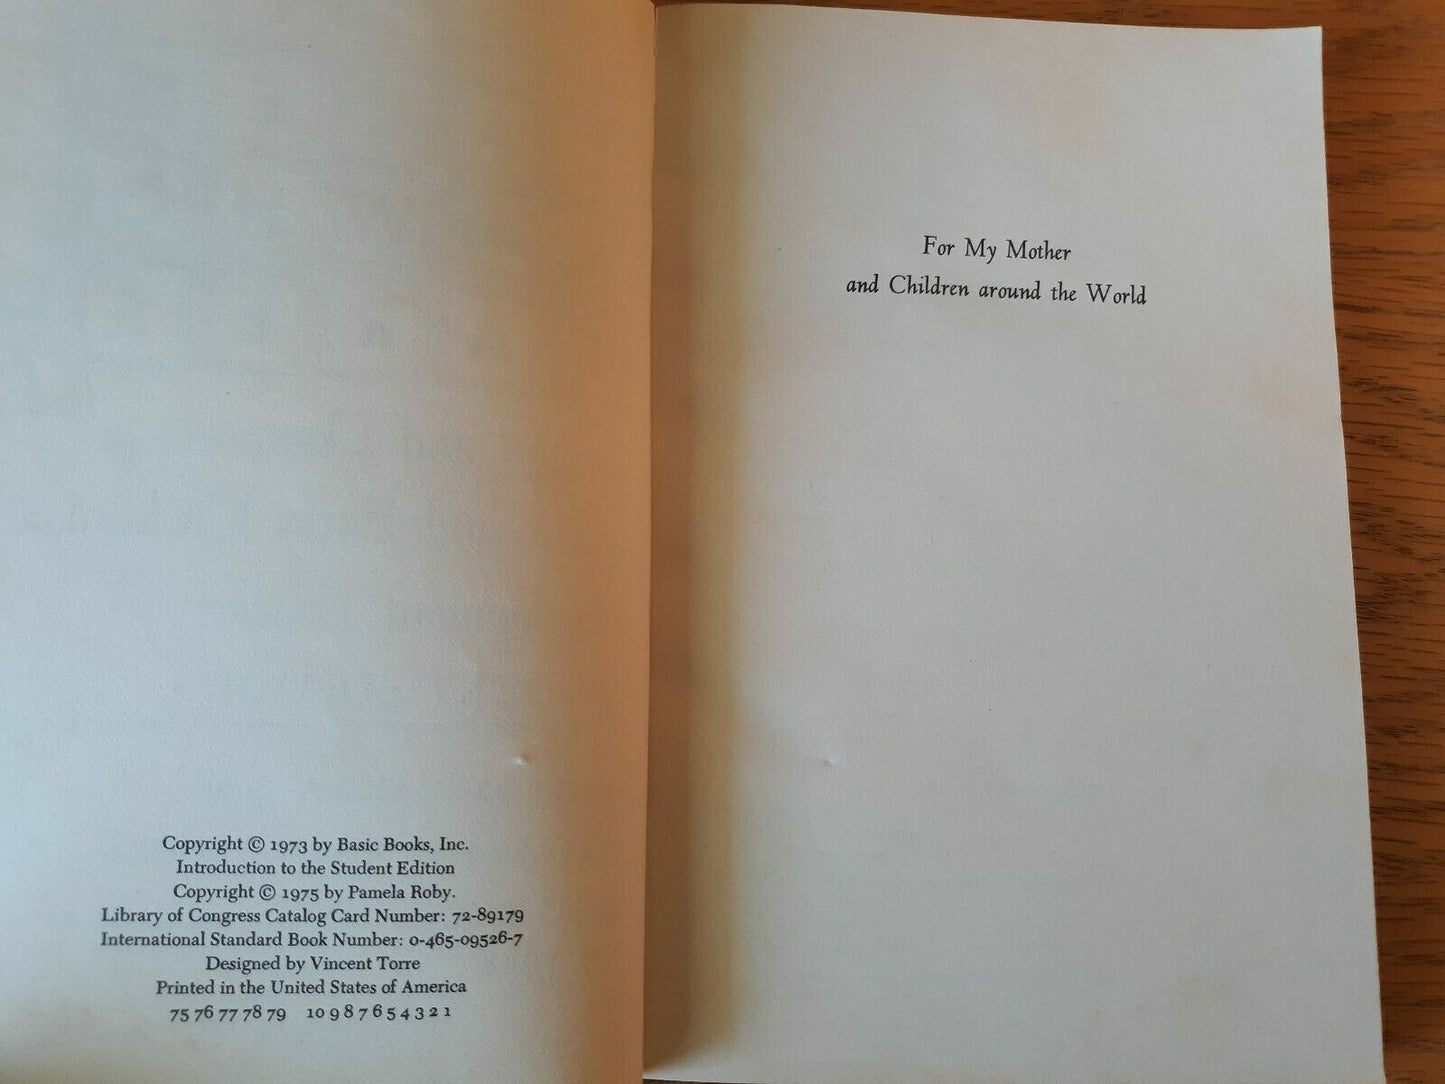 Copyright © 1973 by Basic Books, Inc.
Introduction to the Student Edition
Copyright © 1975 by Pamela Roby.
Library of Congress Catalog Card Number: 72-89179
International Standard Book Number: 0-465-09526-7
Designed by Vincent Torre
Printed in the United States of America
75 76 77 78 79 10 9 8 7 6 5 4 3 2 1
For My Mother
and Children around the World